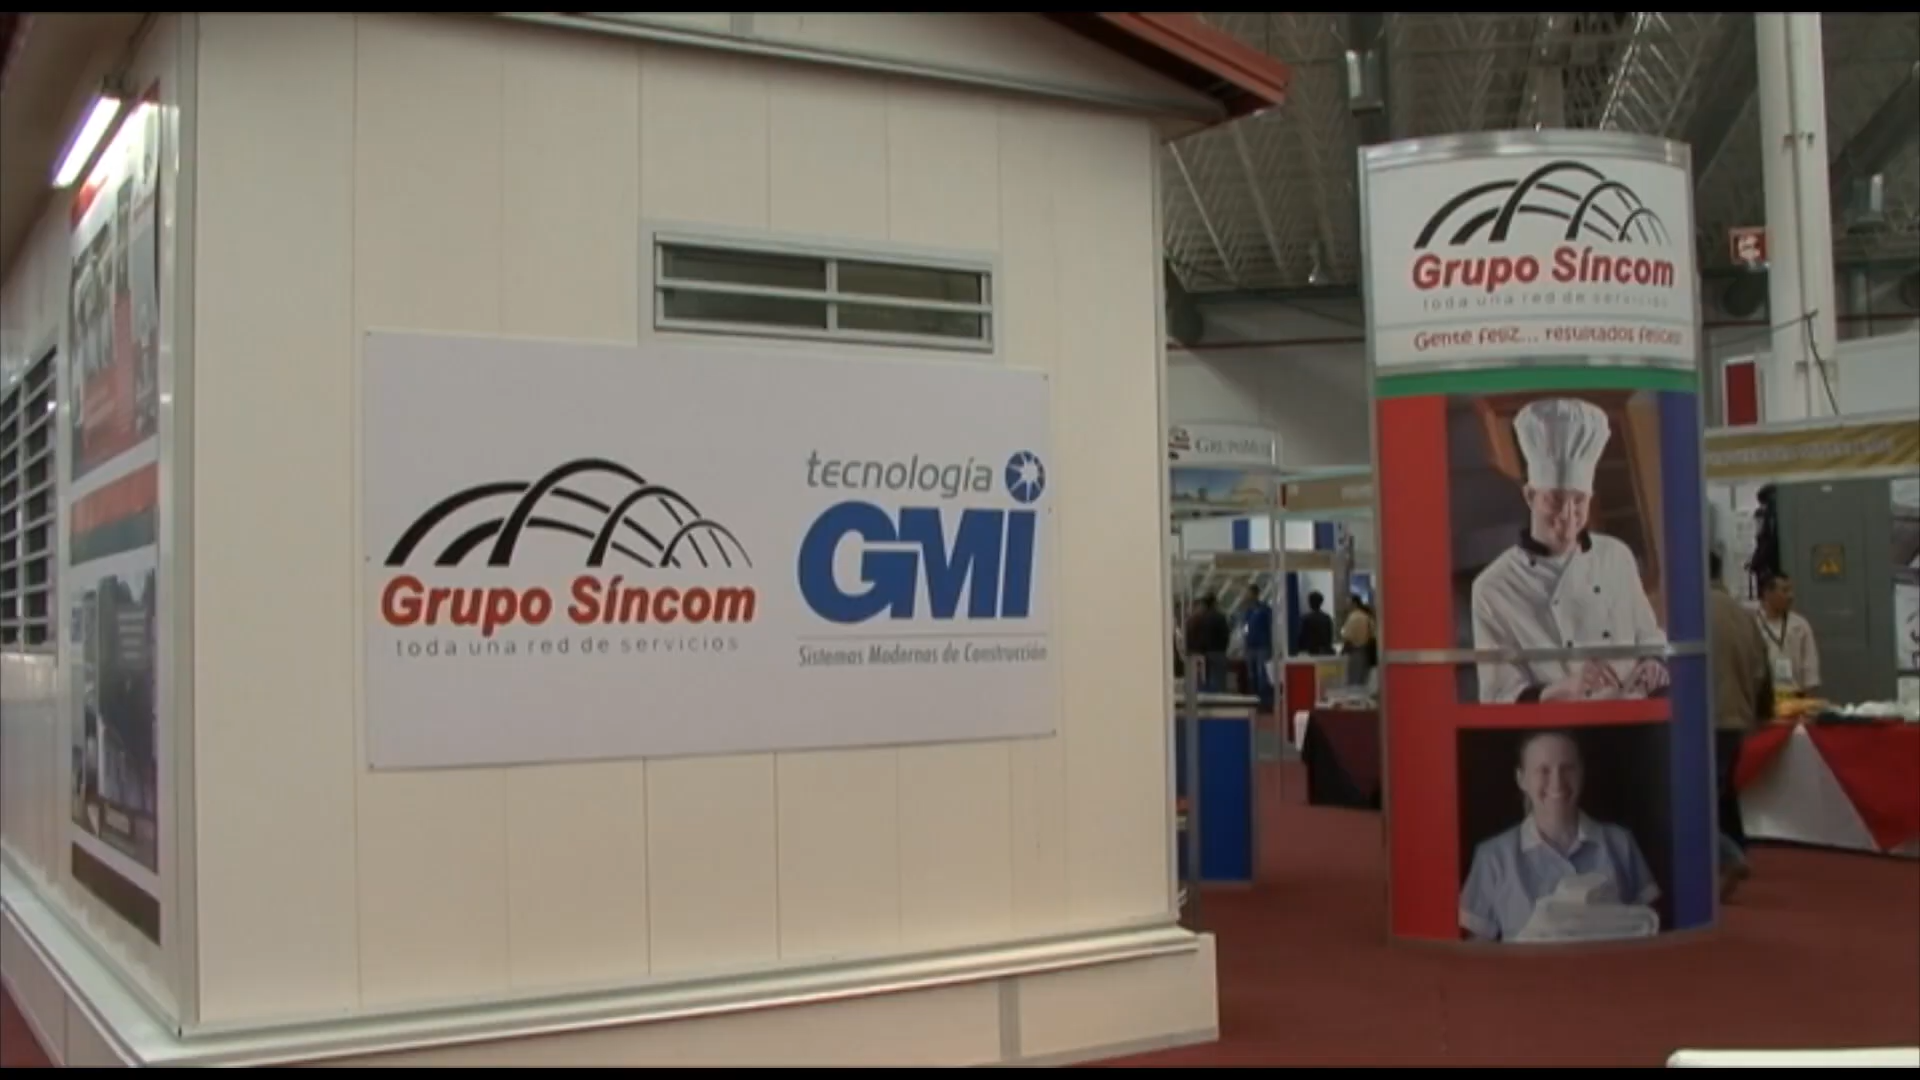 Grupo Síncom
toda una red de servicios
tecnología
GMi
Sistemas Modernos de Construcción
Grupo Síncom
toda una red de servicios
Gente feliz... resultados felices!